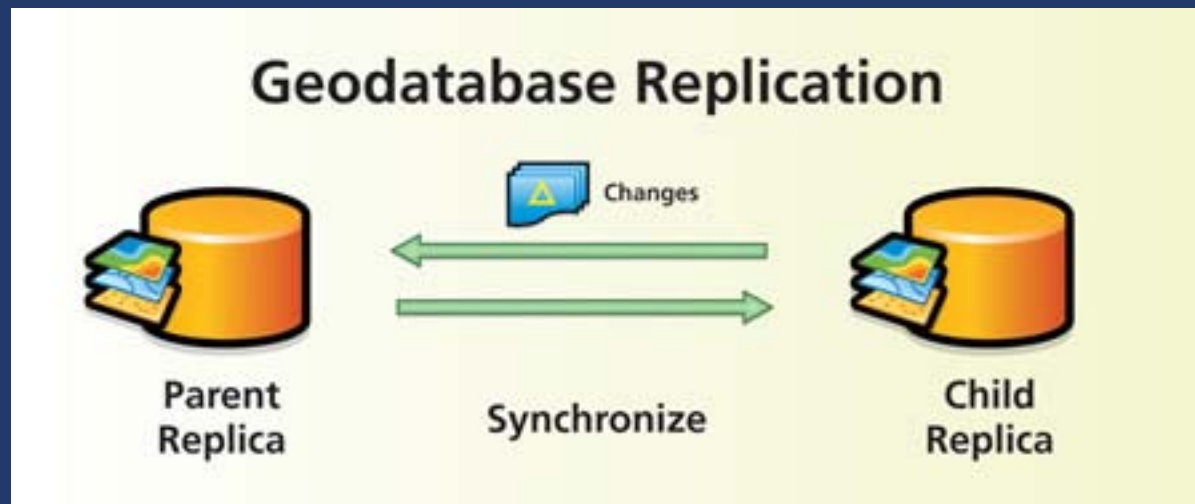 Geodatabase Replication
Changes
Parent
Replica
Synchronize
Child
Replica